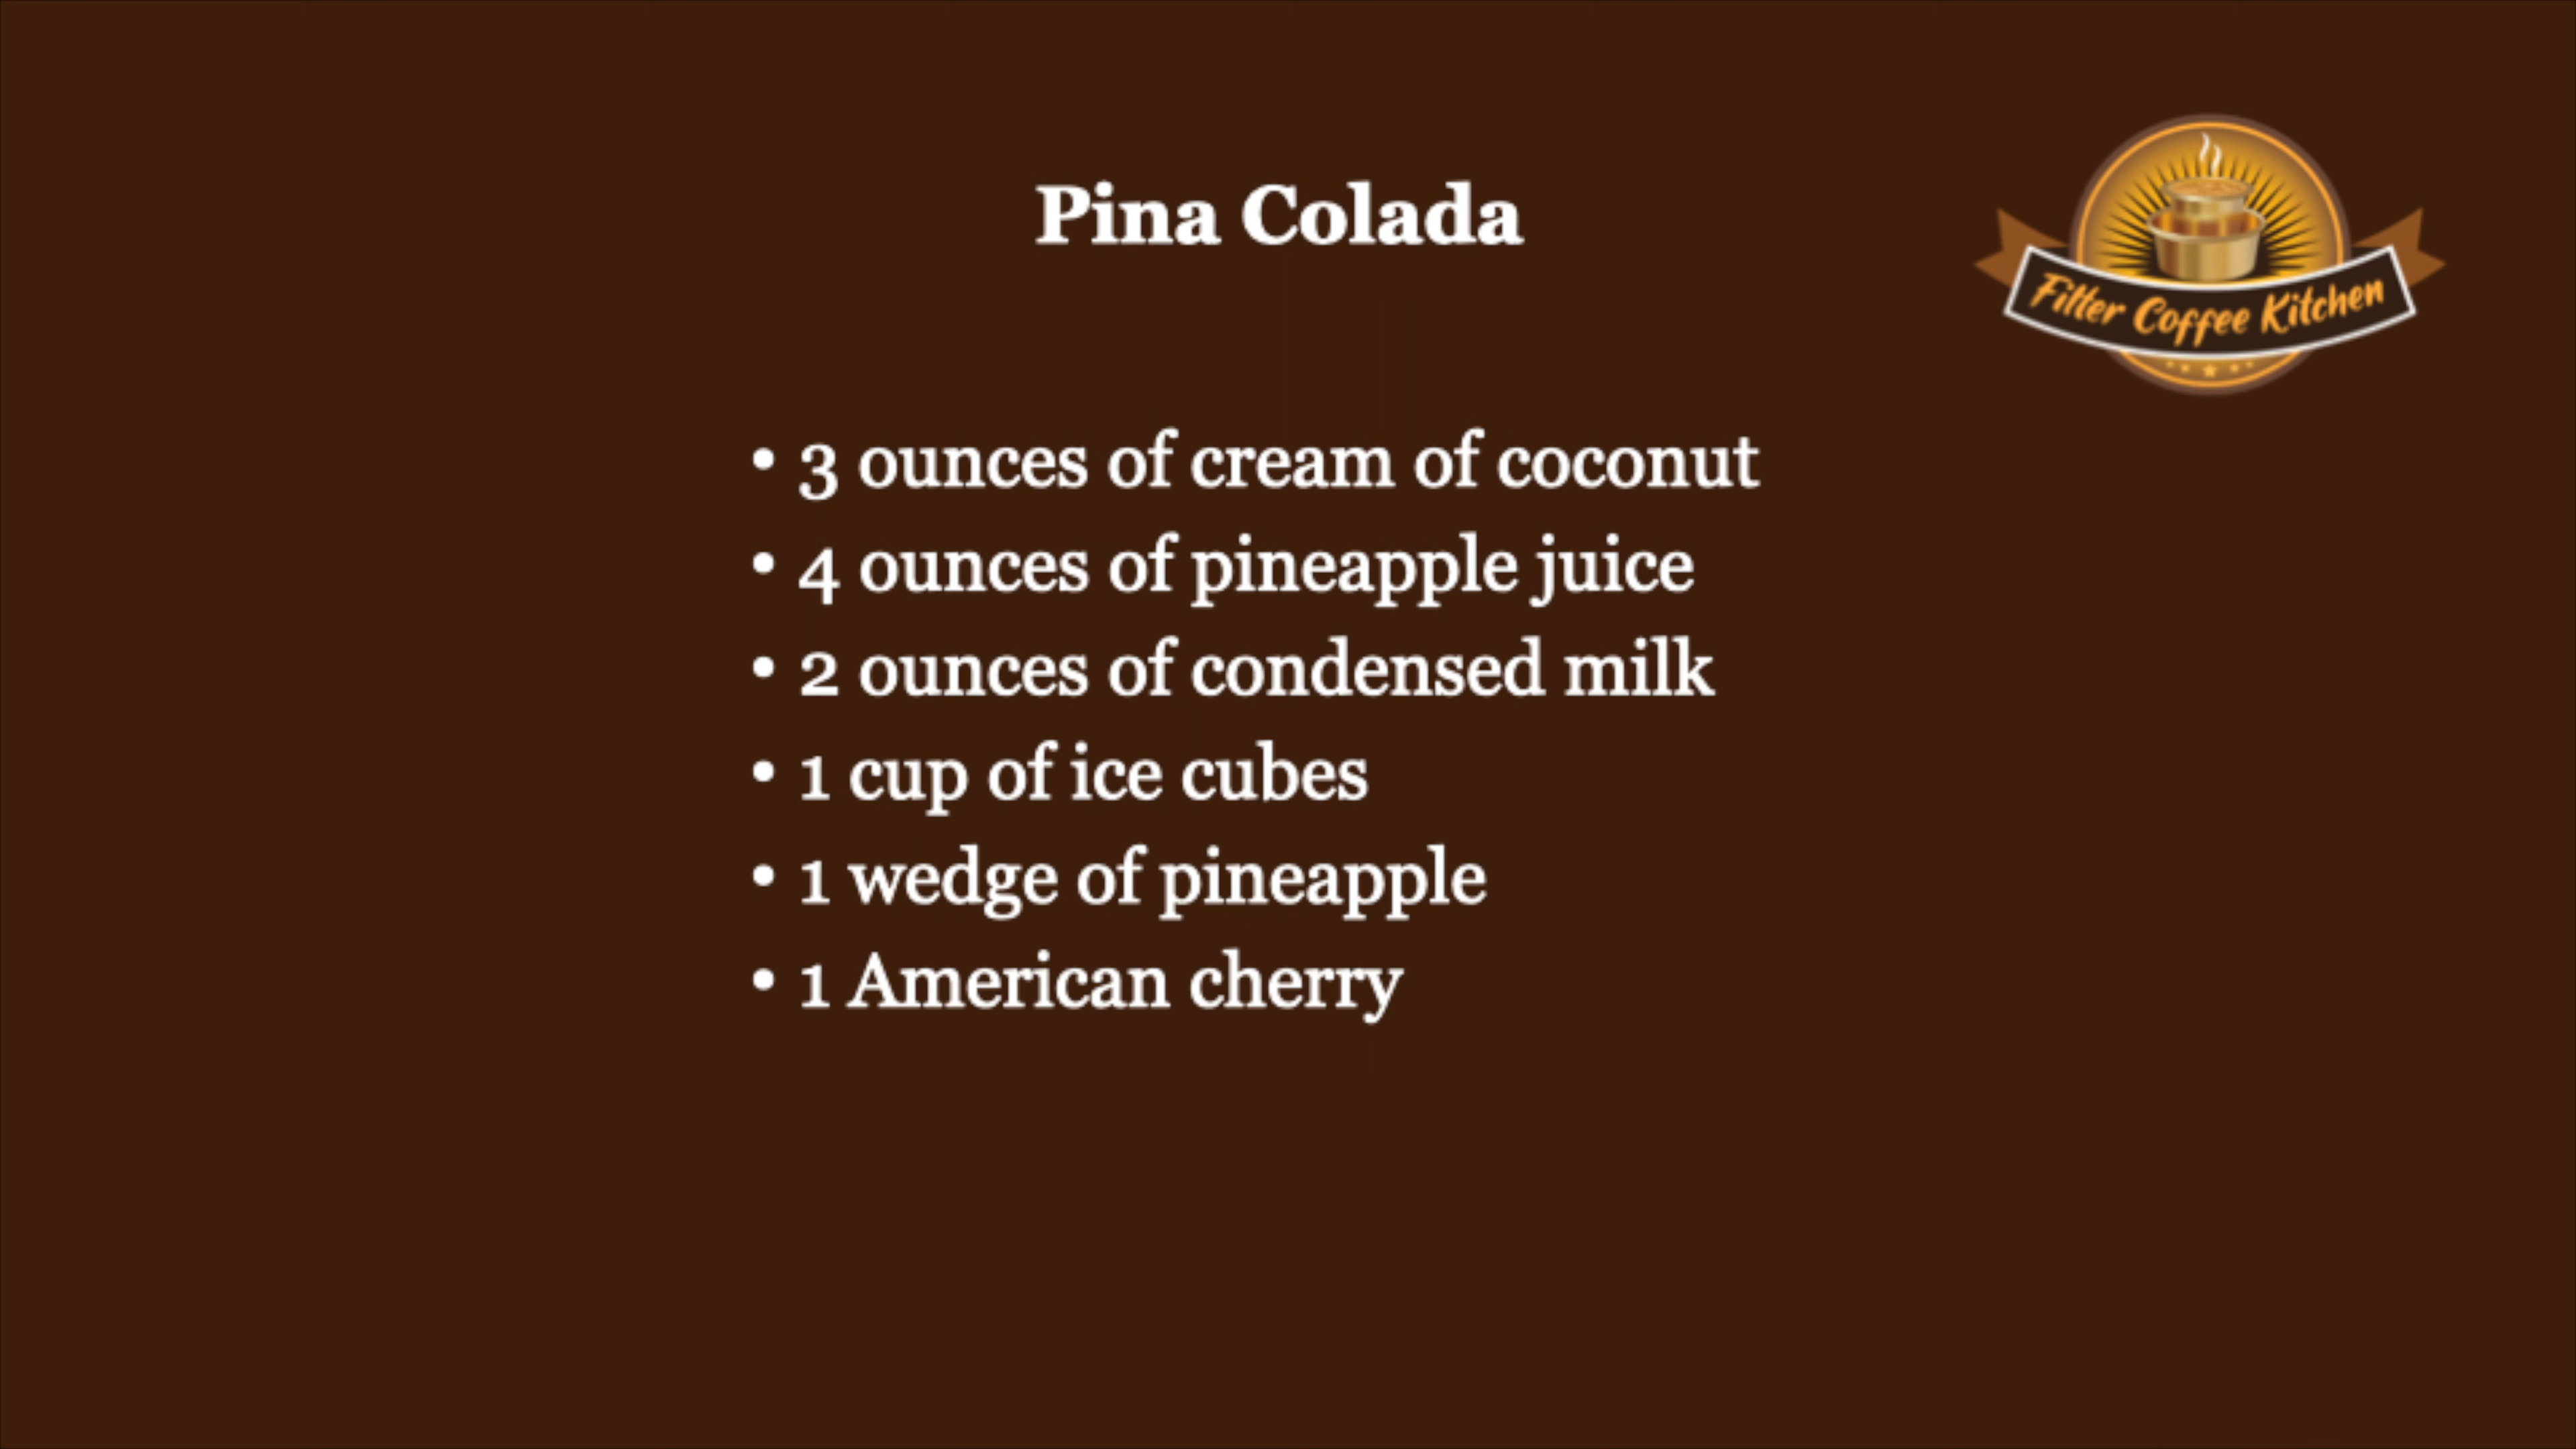 Pina Colada
Filter Coffee Kitchen
• 3 ounces of cream of coconut
• 4 ounces of pineapple juice
• 2 ounces of condensed milk
• 1 cup of ice cubes
• 1 wedge of pineapple
• 1 American cherry